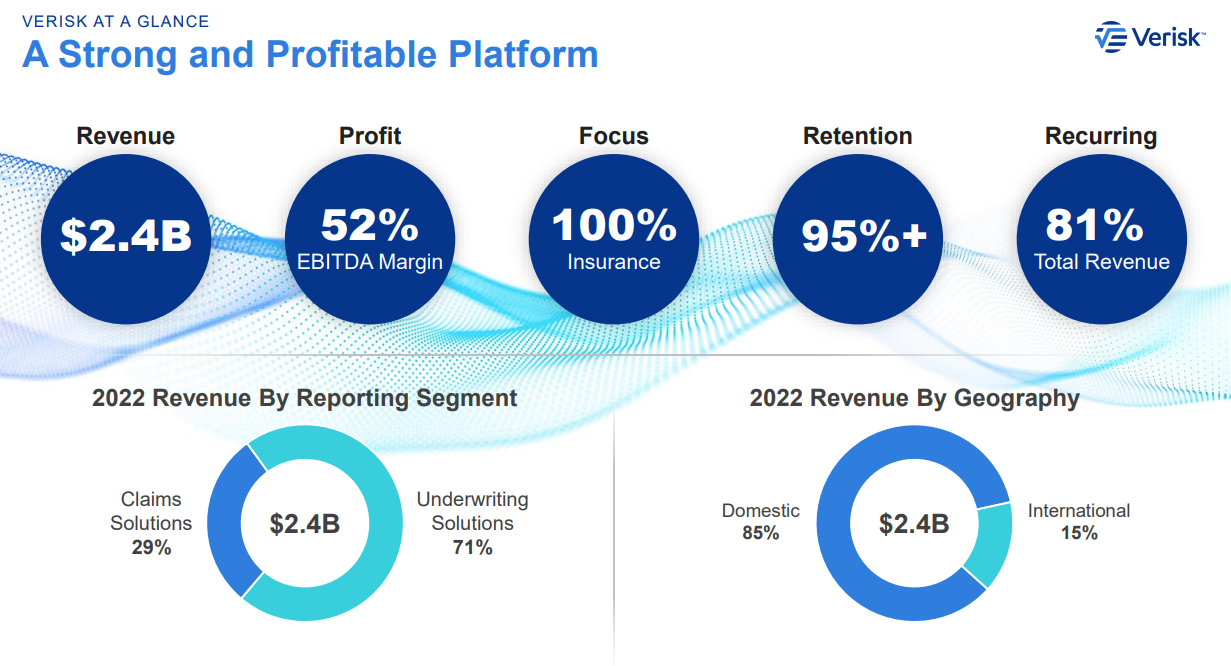 VERISK AT A GLANCE
A Strong and Profitable Platform
Verisk™
Revenue
$2.4B
Profit
52%
EBITDA Margin
Focus
100%
Insurance
Retention
95%+
Recurring
81%
Total Revenue
2022 Revenue By Reporting Segment
Claims
Solutions
29%
$2.4B
Underwriting
Solutions
71%
2022 Revenue By Geography
Domestic
85%
$2.4B
International
15%